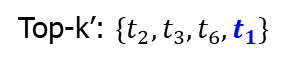 Top-k′: {t₂, t₃, t₆, t₁}